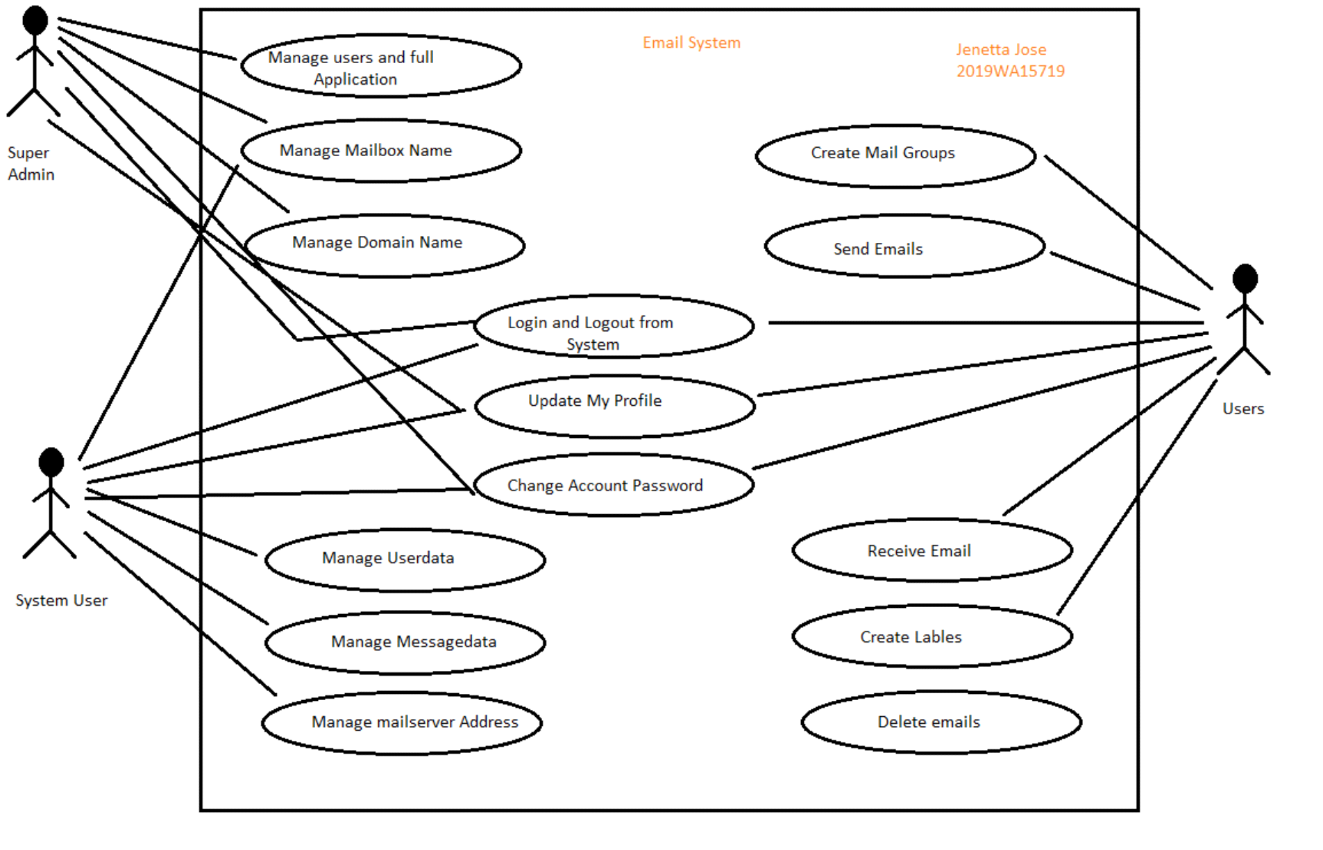 Email System
Jenetta Jose
2019WA15719
Manage users and full
Application
Manage Mailbox Name
Create Mail Groups
Super
Admin
Manage Domain Name
Send Emails
Login and Logout from
System
Update My Profile
Users
Change Account Password
Manage Userdata
Receive Email
System User
Manage Messagedata
Create Lables
Manage mailserver Address
Delete emails